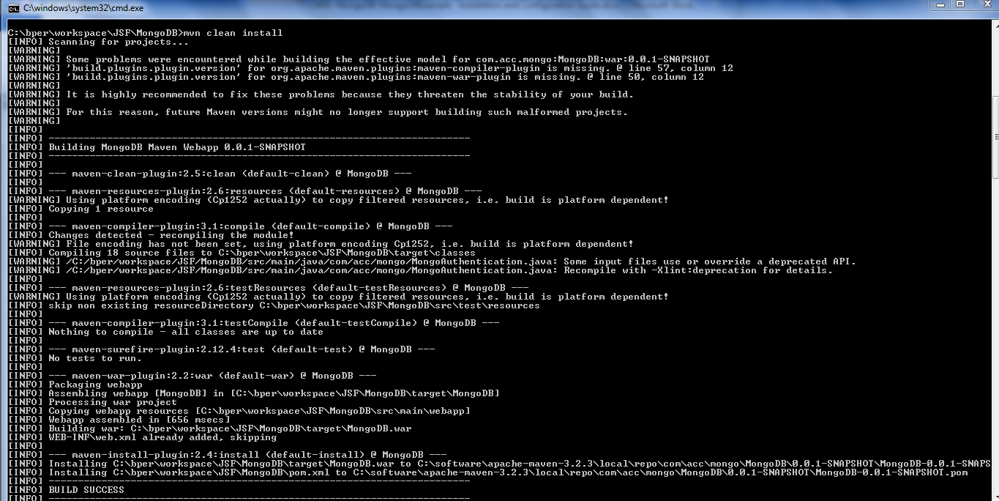 C:\windows\system32\cmd.exe
C:\bper\workspace\JSF\MongoDB>mvn clean install
[INFO] Scanning for projects...
[WARNING]
[WARNING] Some problems were encountered while building the effective model for com.acc.mongo:MongoDB:war:0.0.1-SNAPSHOT
[WARNING] 'build.plugins.plugin.version' for org.apache.maven.plugins:maven-compiler-plugin is missing. @ line 57, column 12
[WARNING] 'build.plugins.plugin.version' for org.apache.maven.plugins:maven-war-plugin is missing. @ line 50, column 12
[WARNING]
[WARNING] It is highly recommended to fix these problems because they threaten the stability of your build.
[WARNING]
[WARNING] For this reason, future Maven versions might no longer support building such malformed projects.
[WARNING]
[INFO]
[INFO] ------------------------------------------------------------------------
[INFO] Building MongoDB Maven Webapp 0.0.1-SNAPSHOT
[INFO] ------------------------------------------------------------------------
[INFO]
[INFO] --- maven-clean-plugin:2.5:clean (default-clean) @ MongoDB ---
[INFO]
[INFO] --- maven-resources-plugin:2.6:resources (default-resources) @ MongoDB ---
[WARNING] Using platform encoding (Cp1252 actually) to copy filtered resources, i.e. build is platform dependent!
[INFO] Copying 1 resource
[INFO]
[INFO] --- maven-compiler-plugin:3.1:compile (default-compile) @ MongoDB ---
[INFO] Changes detected - recompiling the module!
[WARNING] File encoding has not been set, using platform encoding Cp1252, i.e. build is platform dependent!
[INFO] Compiling 18 source files to C:\bper\workspace\JSF\MongoDB\target\classes
[WARNING] /C:/bper/workspace/JSF/MongoDB/src/main/java/com/acc/mongo/MongoAuthentication.java: Some input files use or override a deprecated API.
[WARNING] /C:/bper/workspace/JSF/MongoDB/src/main/java/com/acc/mongo/MongoAuthentication.java: Recompile with -Xlint:deprecation for details.
[INFO]
[INFO] --- maven-resources-plugin:2.6:testResources (default-testResources) @ MongoDB ---
[WARNING] Using platform encoding (Cp1252 actually) to copy filtered resources, i.e. build is platform dependent!
[INFO] skip non existing resourceDirectory C:\bper\workspace\JSF\MongoDB\src\test\resources
[INFO]
[INFO] --- maven-compiler-plugin:3.1:testCompile (default-testCompile) @ MongoDB ---
[INFO] Nothing to compile - all classes are up to date
[INFO]
[INFO] --- maven-surefire-plugin:2.12.4:test (default-test) @ MongoDB ---
[INFO] No tests to run.
[INFO]
[INFO] --- maven-war-plugin:2.2:war (default-war) @ MongoDB ---
[INFO] Packaging webapp
[INFO] Assembling webapp [MongoDB] in [C:\bper\workspace\JSF\MongoDB\target\MongoDB]
[INFO] Processing war project
[INFO] Copying webapp resources [C:\bper\workspace\JSF\MongoDB\src\main\webapp]
[INFO] Webapp assembled in [656 msecs]
[INFO] Building war: C:\bper\workspace\JSF\MongoDB\target\MongoDB.war
[INFO] WEB-INF\web.xml already added, skipping
[INFO]
[INFO] --- maven-install-plugin:2.4:install (default-install) @ MongoDB ---
[INFO] Installing C:\bper\workspace\JSF\MongoDB\target\MongoDB.war to C:\software\apache-maven-3.2.3\local\repo\com\acc\mongo\MongoDB\0.0.1-SNAPSHOT\MongoDB-0.0.1-SNAPS
[INFO] Installing C:\bper\workspace\JSF\MongoDB\pom.xml to C:\software\apache-maven-3.2.3\local\repo\com\acc\mongo\MongoDB\0.0.1-SNAPSHOT\MongoDB-0.0.1-SNAPSHOT.pom
[INFO] ------------------------------------------------------------------------
[INFO] BUILD SUCCESS
[INFO] ------------------------------------------------------------------------